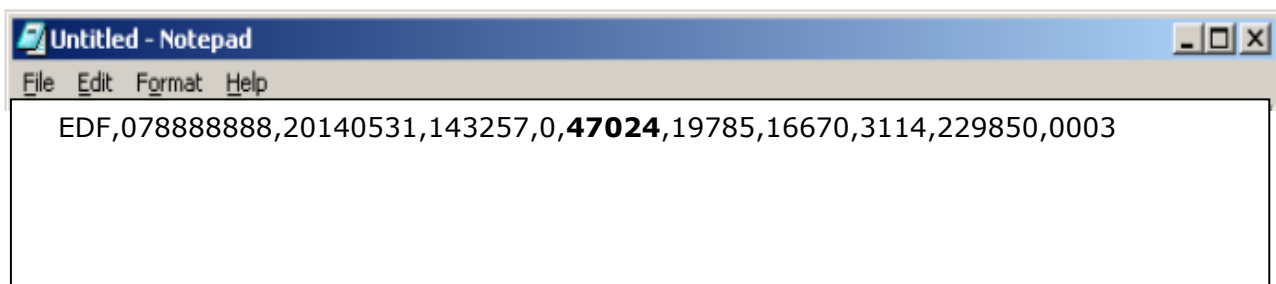 Untitled - Notepad
File Edit Format Help
EDF,078888888,20140531,143257,0,47024,19785,16670,3114,229850,0003